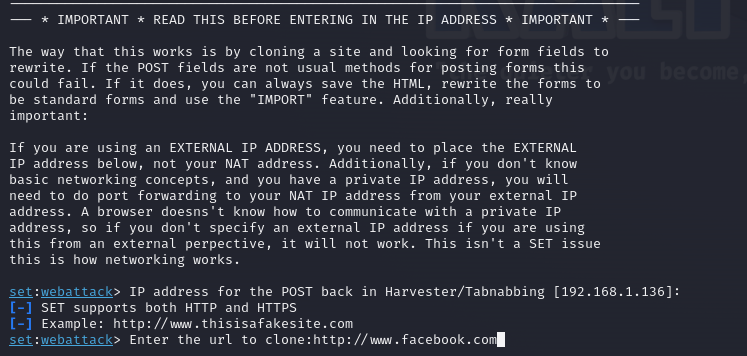 --- * IMPORTANT * READ THIS BEFORE ENTERING IN THE IP ADDRESS * IMPORTANT * ---
The way that this works is by cloning a site and looking for form fields to
rewrite. If the POST fields are not usual methods for posting forms this
could fail. If it does, you can always save the HTML, rewrite the forms to
be standard forms and use the "IMPORT" feature. Additionally, really
important:
If you are using an EXTERNAL IP ADDRESS, you need to place the EXTERNAL
IP address below, not your NAT address. Additionally, if you don't know
basic networking concepts, and you have a private IP address, you will
need to do port forwarding to your NAT IP address from your external IP
address. A browser doesns't know how to communicate with a private IP
address, so if you don't specify an external IP address if you are using
this from an external perpective, it will not work. This isn't a SET issue
this is how networking works.
set:webattack> IP address for the POST back in Harvester/Tabnabbing [192.168.1.136]:
[-] SET supports both HTTP and HTTPS
[-] Example: http://www.thisisafakesite.com
set:webattack> Enter the url to clone:http://www.facebook.com
you become,